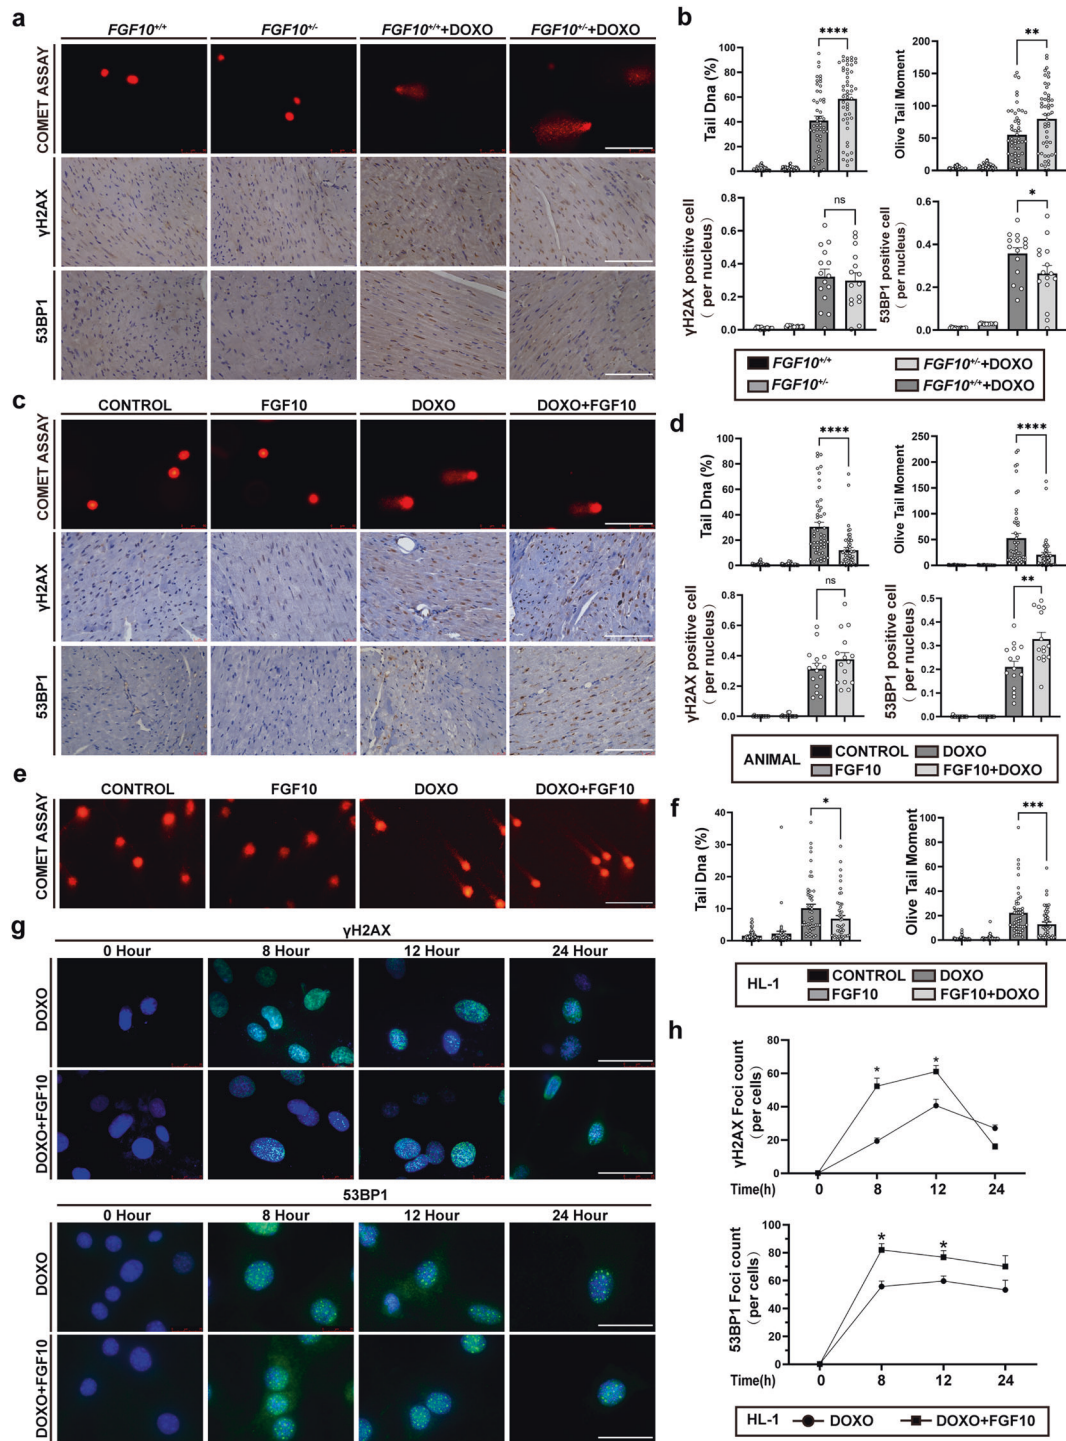 a
FGF10+/+
FGF10+/-
FGF10+/++DOXO
FGF10+/-+DOXO
COMET ASSAY
γH2AX
53BP1
b
Tail Dna (%)
100
80
60
40
20
0
****
Olive Tail Moment
200
150
100
50
0
**
γH2AX positive cell
( per nucleus)
0.8
0.6
0.4
0.2
0.0
ns
53BP1 positive cell
( per nucleus)
0.6
0.4
0.2
0.0
*
FGF10+/+
FGF10+/-+DOXO
FGF10+/-
FGF10+/++DOXO
c
CONTROL
FGF10
DOXO
DOXO+FGF10
COMET ASSAY
γH2AX
53BP1
d
Tail Dna (%)
100
80
60
40
20
0
****
Olive Tail Moment
250
200
150
100
50
0
****
γH2AX positive cell
( per nucleus)
0.8
0.6
0.4
0.2
0.0
ns
53BP1 positive cell
( per nucleus)
0.5
0.4
0.3
0.2
0.1
0.0
**
ANIMAL
CONTROL
DOXO
FGF10
FGF10+DOXO
e
CONTROL
FGF10
DOXO
DOXO+FGF10
COMET ASSAY
f
Tail Dna (%)
40
30
20
10
0
*
Olive Tail Moment
100
80
60
40
20
0
***
HL-1
CONTROL
DOXO
FGF10
FGF10+DOXO
g
γH2AX
0 Hour
8 Hour
12 Hour
24 Hour
DOXO
DOXO+FGF10
53BP1
0 Hour
8 Hour
12 Hour
24 Hour
DOXO
DOXO+FGF10
h
γH2AX Foci count
(per cells)
80
60
40
20
0
*
*
Time(h)
0
8
12
24
53BP1 Foci count
(per cells)
100
80
60
40
20
0
*
*
Time(h)
0
8
12
24
HL-1
DOXO
DOXO+FGF10